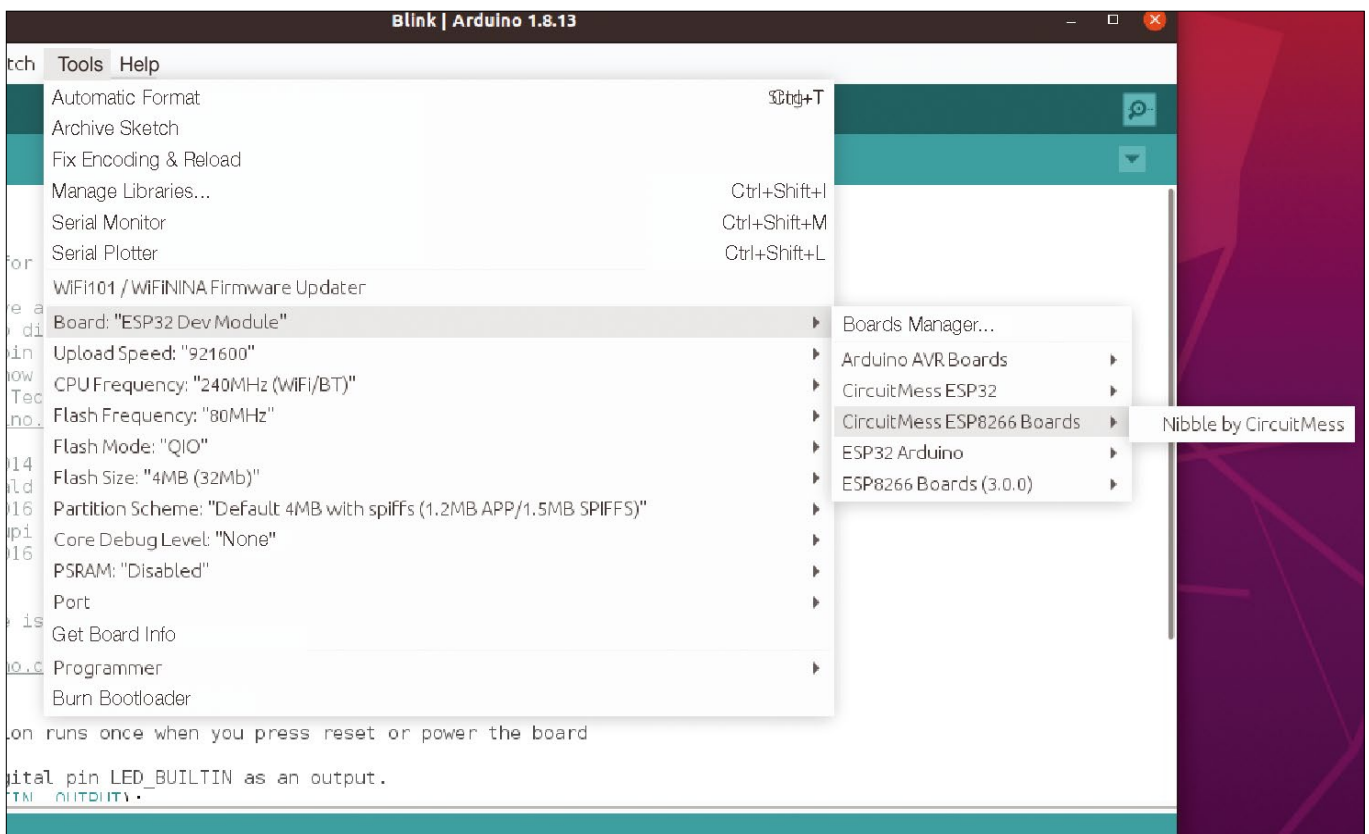 Blink | Arduino 1.8.13
tch Tools Help
Automatic Format Ctrl+T
Archive Sketch
Fix Encoding & Reload
Manage Libraries... Ctrl+Shift+I
Serial Monitor Ctrl+Shift+M
Serial Plotter Ctrl+Shift+L
for
WiFi101 / WiFiNINA Firmware Updater
Board: "ESP32 Dev Module"
Upload Speed: "921600"
CPU Frequency: "240MHz (WiFi/BT)"
Flash Frequency: "80MHz"
Flash Mode: "QIO"
Flash Size: "4MB (32Mb)"
Partition Scheme: "Default 4MB with spiffs (1.2MB APP/1.5MB SPIFFS)"
Core Debug Level: "None"
PSRAM: "Disabled"
Port
Get Board Info
Programmer
Burn Bootloader
Boards Manager...
Arduino AVR Boards
CircuitMess ESP32
CircuitMess ESP8266 Boards
ESP32 Arduino
ESP8266 Boards (3.0.0)
Nibble by CircuitMess
ion runs once when you press reset or power the board
gital pin LED_BUILTIN as an output.
TIN, OUTPUT);